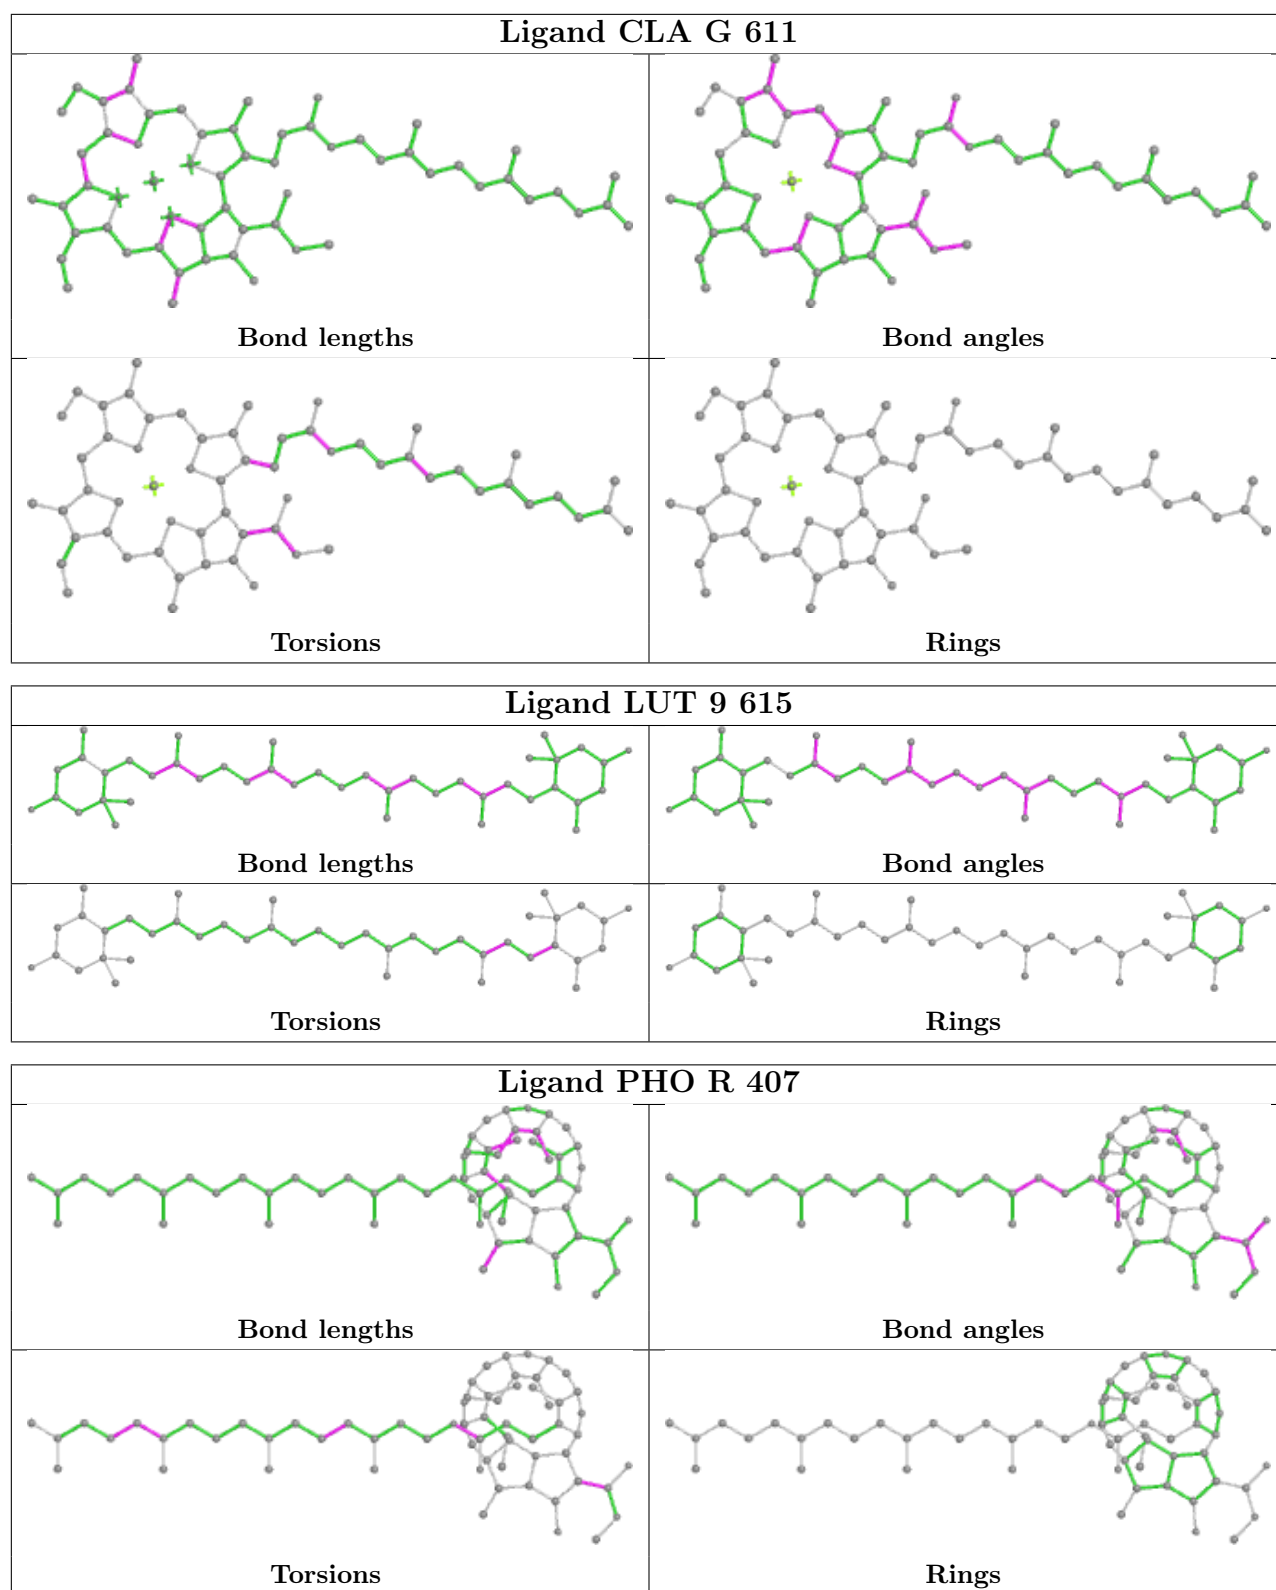 Ligand CLA G 611
Bond lengths
Bond angles
Torsions
Rings
Ligand LUT 9 615
Bond lengths
Bond angles
Torsions
Rings
Ligand PHO R 407
Bond lengths
Bond angles
Torsions
Rings